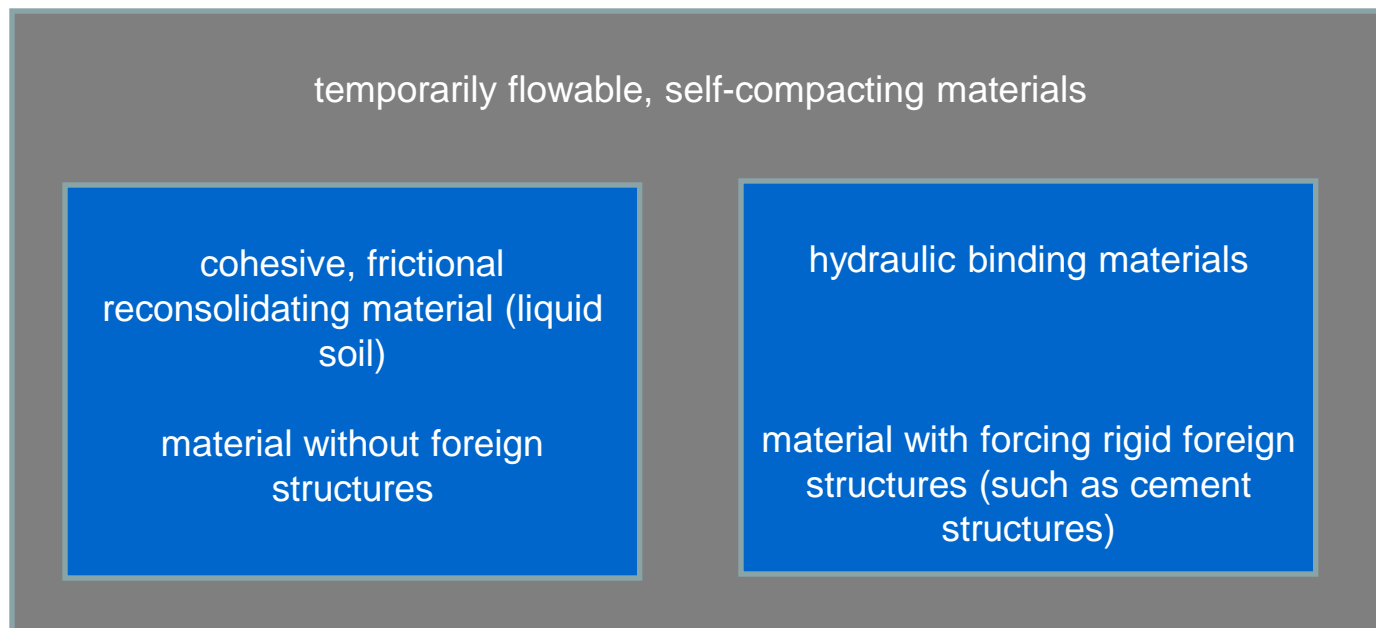 temporarily flowable, self-compacting materials
cohesive, frictional
reconsolidating material (liquid
soil)
material without foreign
structures
hydraulic binding materials
material with forcing rigid foreign
structures (such as cement
structures)